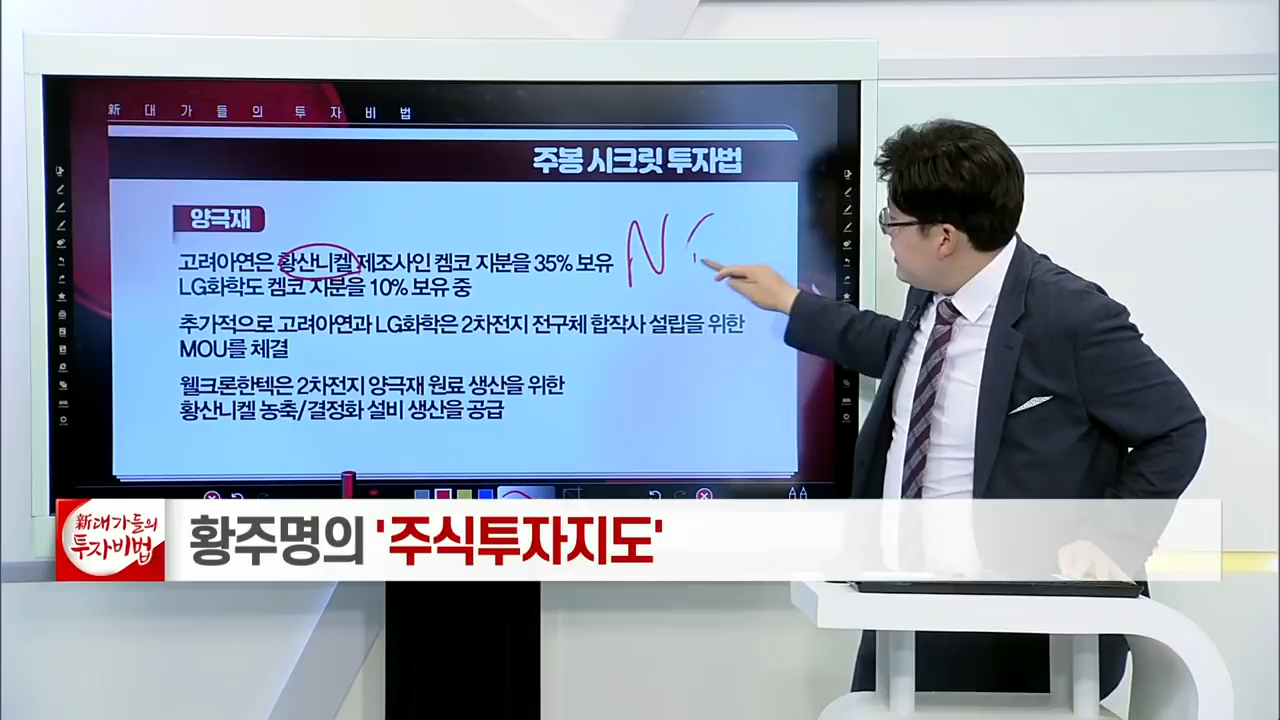 新 대 가 들 의 투 자 비 법
주봉 시크릿 투자법
양극재
고려아연은 황산니켈 제조사인 켐코 지분을 35% 보유
LG화학도 켐코 지분을 10% 보유 중
추가적으로 고려아연과 LG화학은 2차전지 전구체 합작사 설립을 위한
MOU를 체결
웰크론한텍은 2차전지 양극재 원료 생산을 위한
황산니켈 농축/결정화 설비 생산을 공급
N
新대가들의
투자비법
황주명의 '주식투자지도'